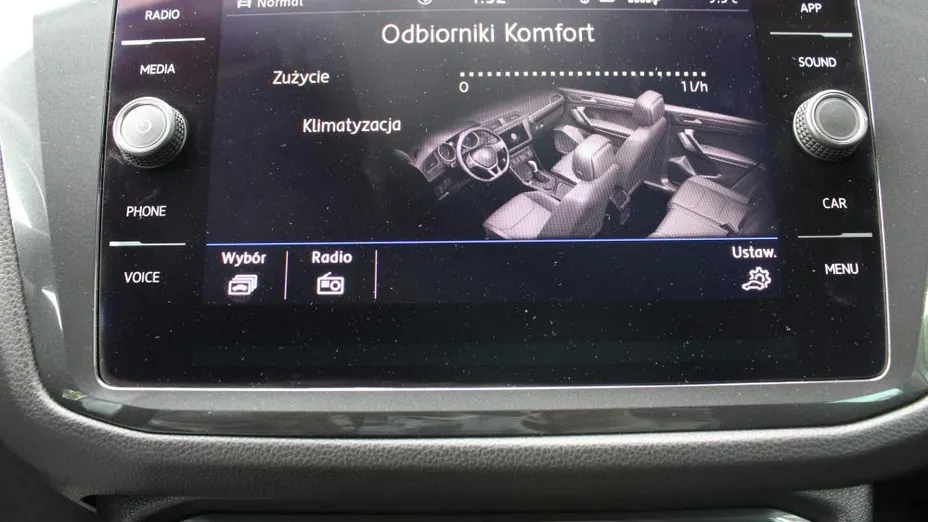 RADIO
MEDIA
PHONE
VOICE
Normal
Odbiorniki Komfort
Zużycie
0 1 l/h
Klimatyzacja
Wybór Radio Ustaw.
APP
SOUND
CAR
MENU